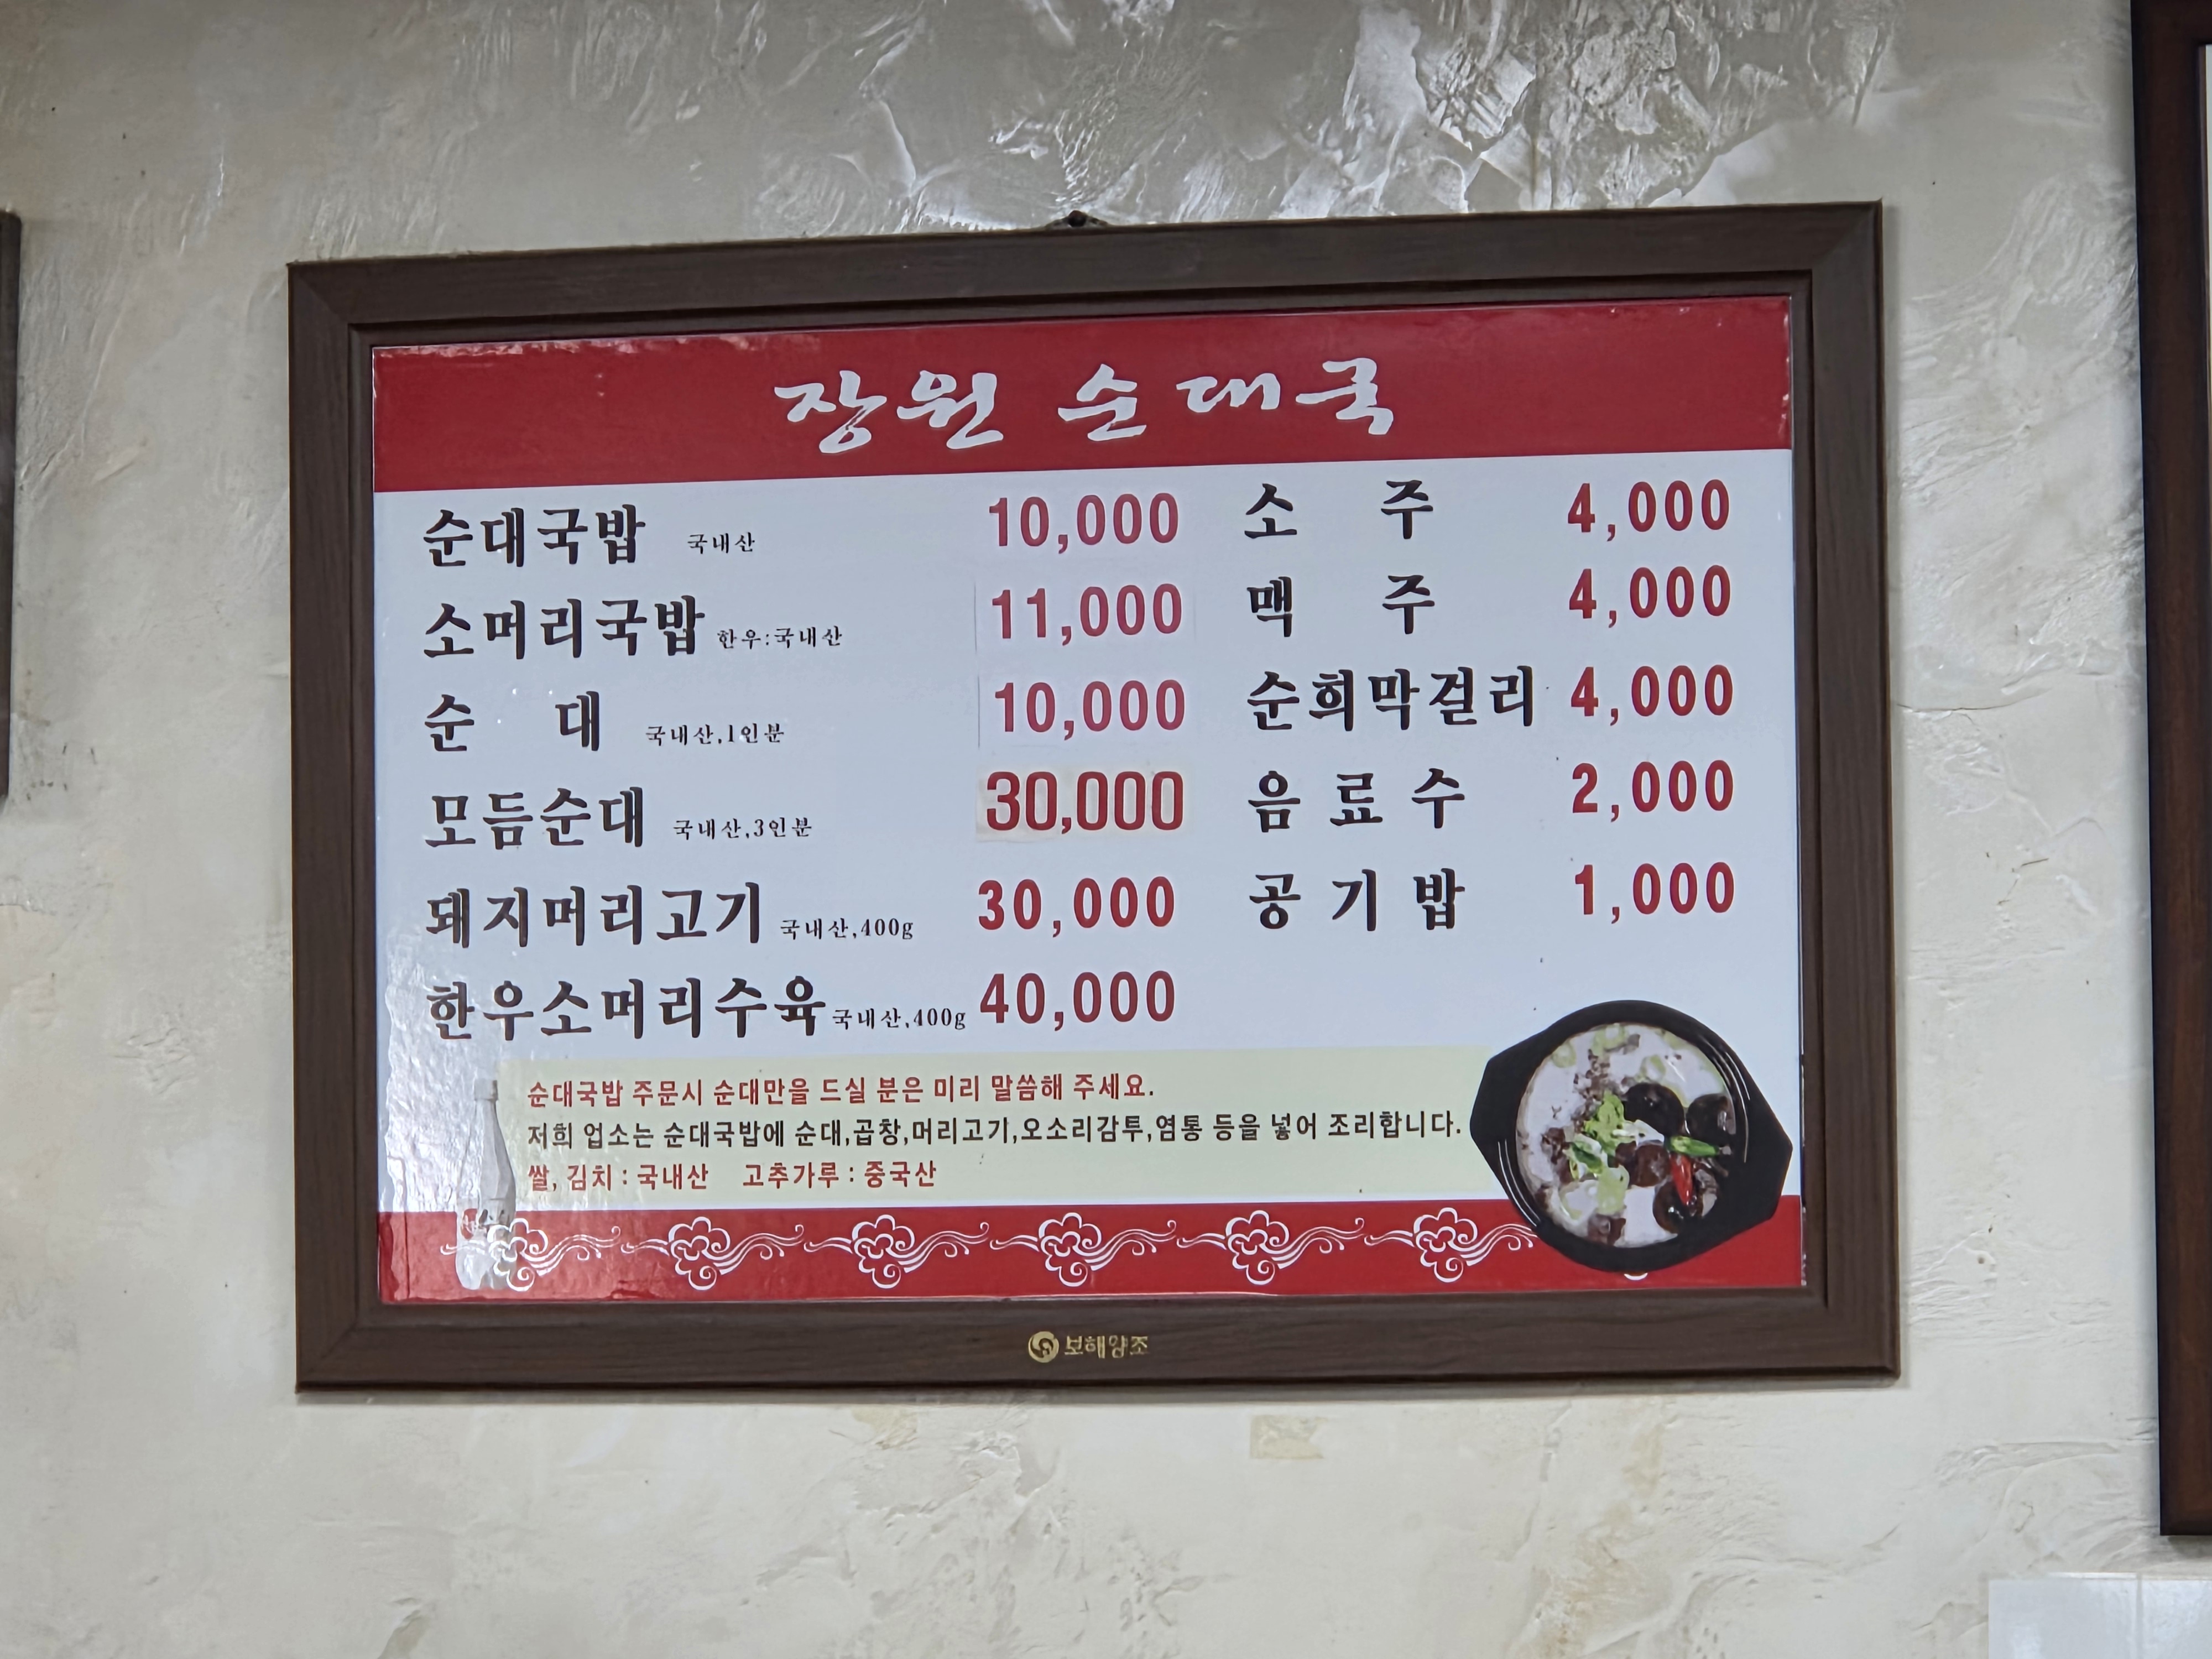 장원 순대국
순대국밥 국내산 10,000
소머리국밥 한우:국내산 11,000
순 대 국내산,1인분 10,000
모듬순대 국내산,3인분 30,000
돼지머리고기 국내산,400g 30,000
한우소머리수육 국내산,400g 40,000
소 주 4,000
맥 주 4,000
순희막걸리 4,000
음 료 수 2,000
공 기 밥 1,000
순대국밥 주문시 순대만을 드실 분은 미리 말씀해 주세요.
저희 업소는 순대국밥에 순대,곱창,머리고기,오소리감투,염통 등을 넣어 조리합니다.
쌀, 김치 : 국내산 고추가루 : 중국산
보해양조